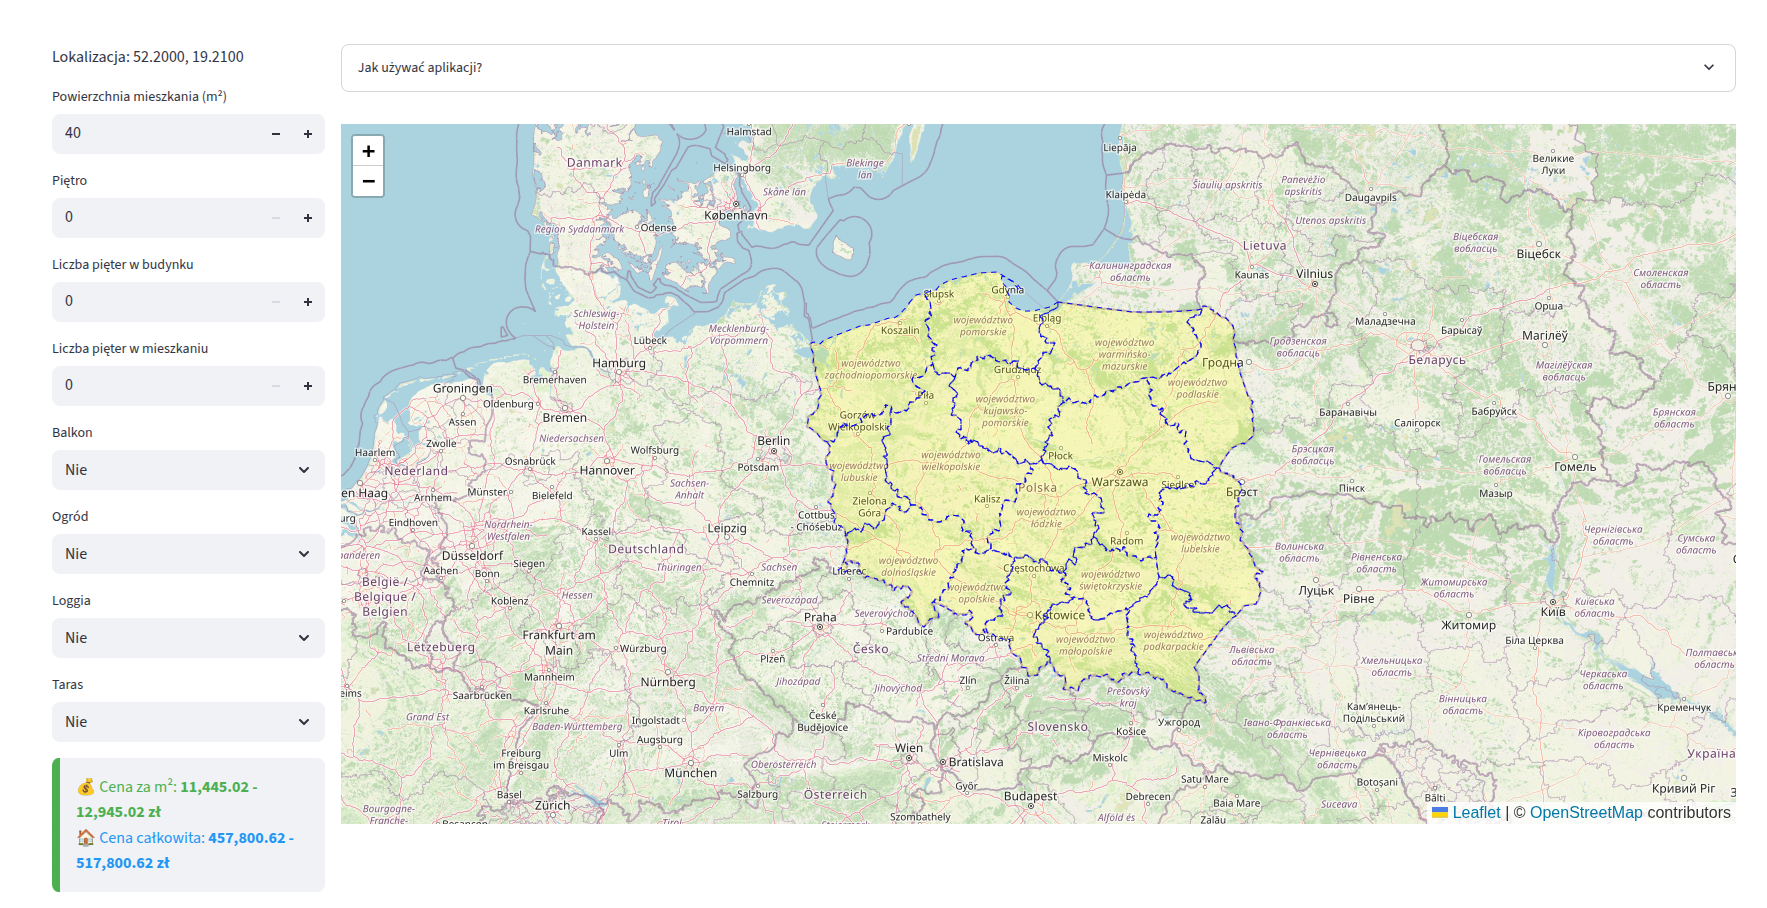 Lokalizacja: 52.2000, 19.2100
Powierzchnia mieszkania (m²)
40
Piętro
0
Liczba pięter w budynku
0
Liczba pięter w mieszkaniu
0
Balkon
Nie
Ogród
Nie
Loggia
Nie
Taras
Nie
💰 Cena za m²: 11,445.02 -
12,945.02 zł
🏠 Cena całkowita: 457,800.62 -
517,800.62 zł
Jak używać aplikacji?
+
−
Halmstad
Danmark
Helsingborg
Blekinge
län
Skåne län
København
Region Syddanmark
Odense
Liepāja
Klaipėda
Šiaulių apskritis
Panevėžio
apskritis
Daugavpils
Utenos apskritis
Великие
Луки
Lietuva
Kaunas
Vilnius
Віцебская
вобласць
Віцебск
Смоленская
область
Калининградская
область
Орша
Маладзечна
Барысаў
Магілёў
Гродзенская
вобласць
Беларусь
Магілёўская
вобласць
Гродна
Брян
Баранавічы
Бабруйск
Салігорск
Брянская
область
Брэсцкая
вобласць
Гомельская
вобласць
Гомель
Пінск
Мазыр
Брэст
Schleswig-
Holstein
Mecklenburg-
Vorpommern
Lübeck
Hamburg
Bremerhaven
Groningen
Oldenburg
Assen
Bremen
Zwolle
Niedersachsen
Wolfsburg
Berlin
Potsdam
Haarlem
Nederland
Osnabrück
Hannover
en Haag
Arnhem
Münster
Bielefeld
Sachsen-
Anhalt
urg
Eindhoven
Nordrhein-
Westfalen
Kassel
Leipzig
Cottbus
- Chóśebuz
Düsseldorf
Deutschland
anderen
Aachen
Bonn
Siegen
Thüringen
Sachsen
Chemnitz
Liberec
België /
Belgique /
Belgien
Koblenz
Hessen
Severozápad
Severovýchod
Praha
Pardubice
Frankfurt am
Main
Würzburg
Lëtzebuerg
Plzeň
Česko
Střední Morava
Ostrava
Mannheim
Nürnberg
Jihozápad
Jihovýchod
Zlín
Žilina
eims
Saarbrücken
Karlsruhe
Bayern
Grand Est
Baden-Württemberg
Ingolstadt
České
Budějovice
Augsburg
Freiburg
im Breisgau
Ulm
München
Oberösterreich
Wien
Bratislava
Basel
Zürich
Salzburg
Österreich
Győr
Budapest
Szombathely
Bourgogne-
Franche-
Besançon
Tirol
Słupsk
Gdynia
Koszalin
województwo
pomorskie
Elbląg
województwo
warmińsko-
mazurskie
województwo
zachodniopomorskie
Grudziądz
województwo
podlaskie
Piła
województwo
kujawsko-
pomorskie
Gorzów
Wielkopolski
województwo
lubuskie
województwo
wielkopolskie
Płock
Warszawa
Siedlce
Polska
Kalisz
Zielona
Góra
województwo
łódzkie
Radom
województwo
lubelskie
województwo
dolnośląskie
Częstochowa
województwo
opolskie
województwo
świętokrzyskie
Katowice
województwo
małopolskie
województwo
podkarpackie
Prešovský
kraj
Slovensko
Košice
Ужгород
Miskolc
Satu Mare
Debrecen
Baia Mare
Alföld és
Zalău
Suceava
Botoșani
Bălți
Чернігівська
область
Сумська
область
Волинська
область
Рівненська
область
Луцьк
Рівне
Житомирська
область
Київська
область
Київ
Житомир
Біла Церква
Львівська
область
Хмельницька
область
Полтавська
область
Черкаська
область
Вінницька
область
Кам'янець-
Подільський
Івано-Франківська
область
Кременчук
Чернівецька
область
Кіровоградська
область
Україна
Кривий Ріг
Leaflet | © OpenStreetMap contributors